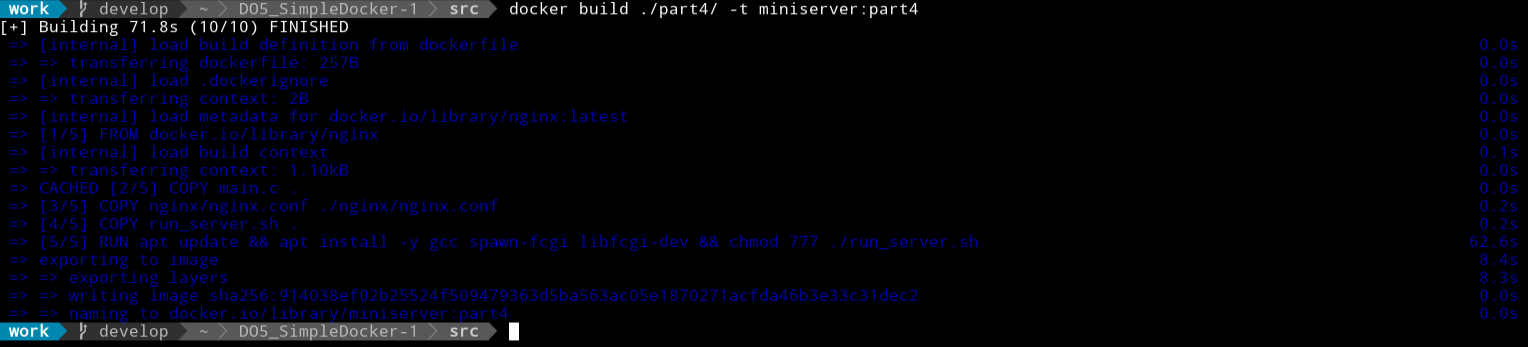 work develop ~ DO5_SimpleDocker-1 src docker build ./part4/ -t miniserver:part4
[+] Building 71.8s (10/10) FINISHED
=> [internal] load build definition from dockerfile 0.0s
=> => transferring dockerfile: 257B 0.0s
=> [internal] load .dockerignore 0.0s
=> => transferring context: 2B 0.0s
=> [internal] load metadata for docker.io/library/nginx:latest 0.0s
=> [1/5] FROM docker.io/library/nginx 0.0s
=> [internal] load build context 0.1s
=> => transferring context: 1.10kB 0.0s
=> CACHED [2/5] COPY main.c . 0.0s
=> [3/5] COPY nginx/nginx.conf ./nginx/nginx.conf 0.2s
=> [4/5] COPY run_server.sh . 0.2s
=> [5/5] RUN apt update && apt install -y gcc spawn-fcgi libfcgi-dev && chmod 777 ./run_server.sh 62.6s
=> exporting to image 8.4s
=> => exporting layers 8.3s
=> => writing image sha256:914038ef02b25524f509479363d5ba563ac05e1870271acfda46b3e33c31dec2 0.0s
=> => naming to docker.io/library/miniserver:part4 0.0s
work develop ~ DO5_SimpleDocker-1 src